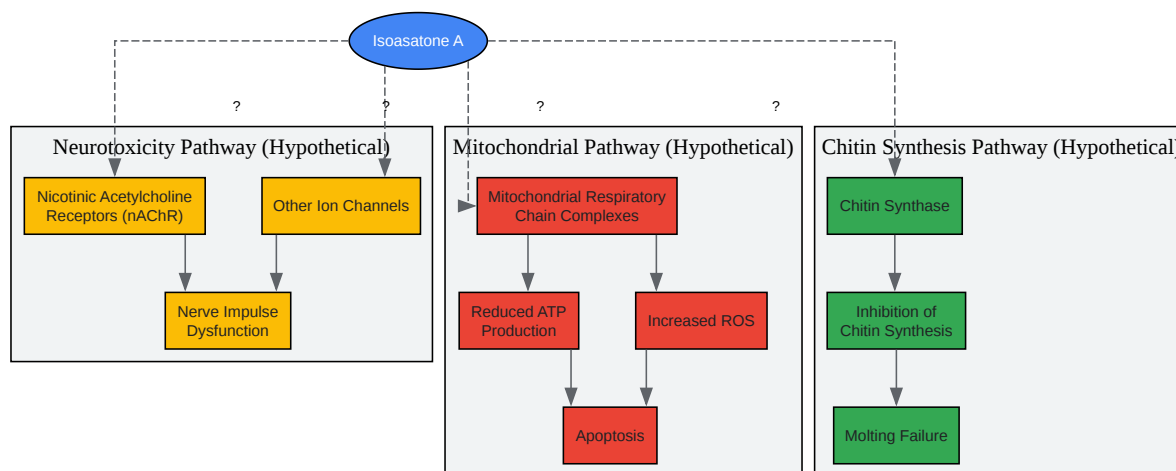 Isoasatone A
?
?
?
?
Neurotoxicity Pathway (Hypothetical)
Mitochondrial Pathway (Hypothetical)
Chitin Synthesis Pathway (Hypothetical)
Nicotinic Acetylcholine
Receptors (nAChR)
Other Ion Channels
Mitochondrial Respiratory
Chain Complexes
Chitin Synthase
Nerve Impulse
Dysfunction
Reduced ATP
Production
Increased ROS
Inhibition of
Chitin Synthesis
Apoptosis
Molting Failure